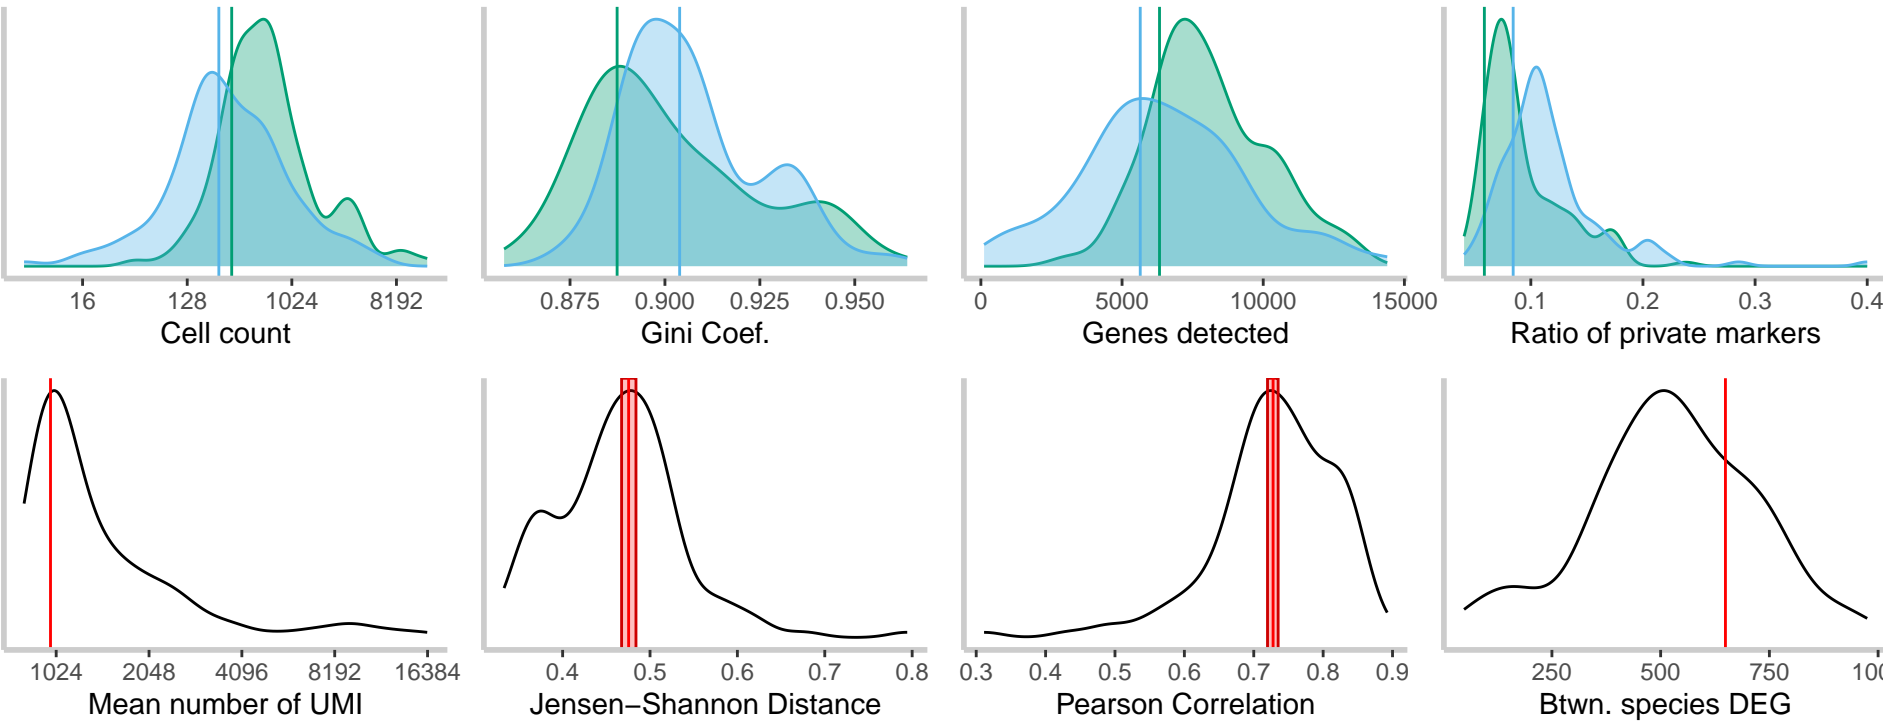 16 128 1024 8192
Cell count
0.875 0.900 0.925 0.950
Gini Coef.
0 5000 10000 15000
Genes detected
0.1 0.2 0.3 0.4
Ratio of private markers
1024 2048 4096 8192 16384
Mean number of UMI
0.4 0.5 0.6 0.7 0.8
Jensen−Shannon Distance
0.3 0.4 0.5 0.6 0.7 0.8 0.9
Pearson Correlation
250 500 750
Btwn. species DEG